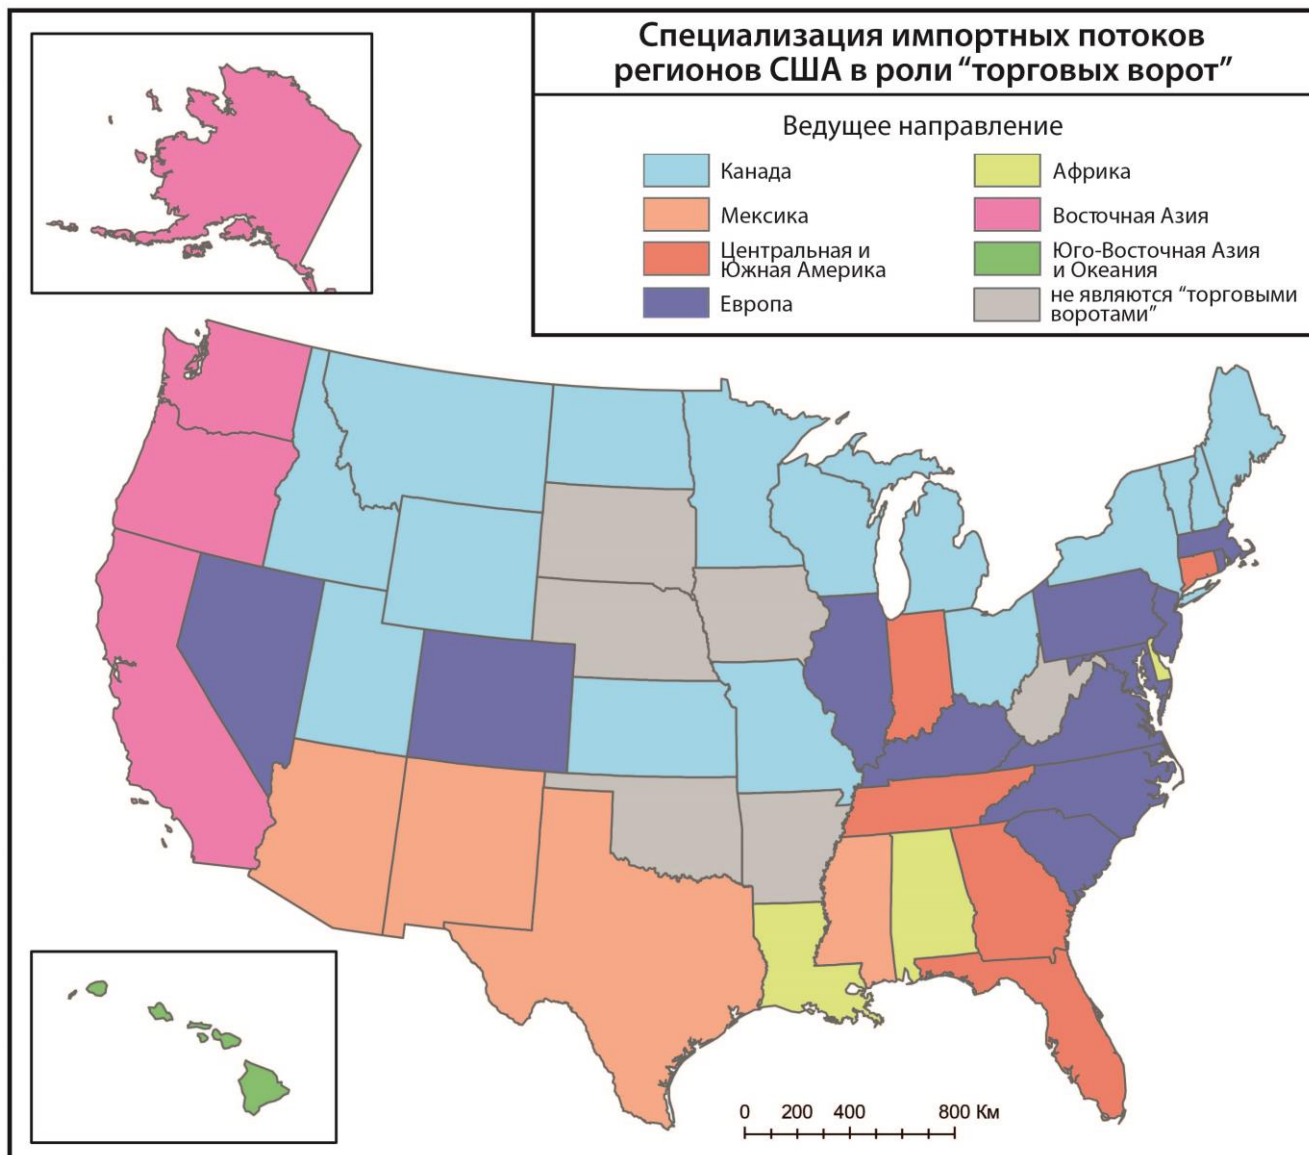 Специализация импортных потоков
регионов США в роли “торговых ворот”
Ведущее направление
Канада
Мексика
Центральная и
Южная Америка
Европа
Африка
Восточная Азия
Юго-Восточная Азия
и Океания
не являются “торговыми
воротами”
0 200 400 800 Км